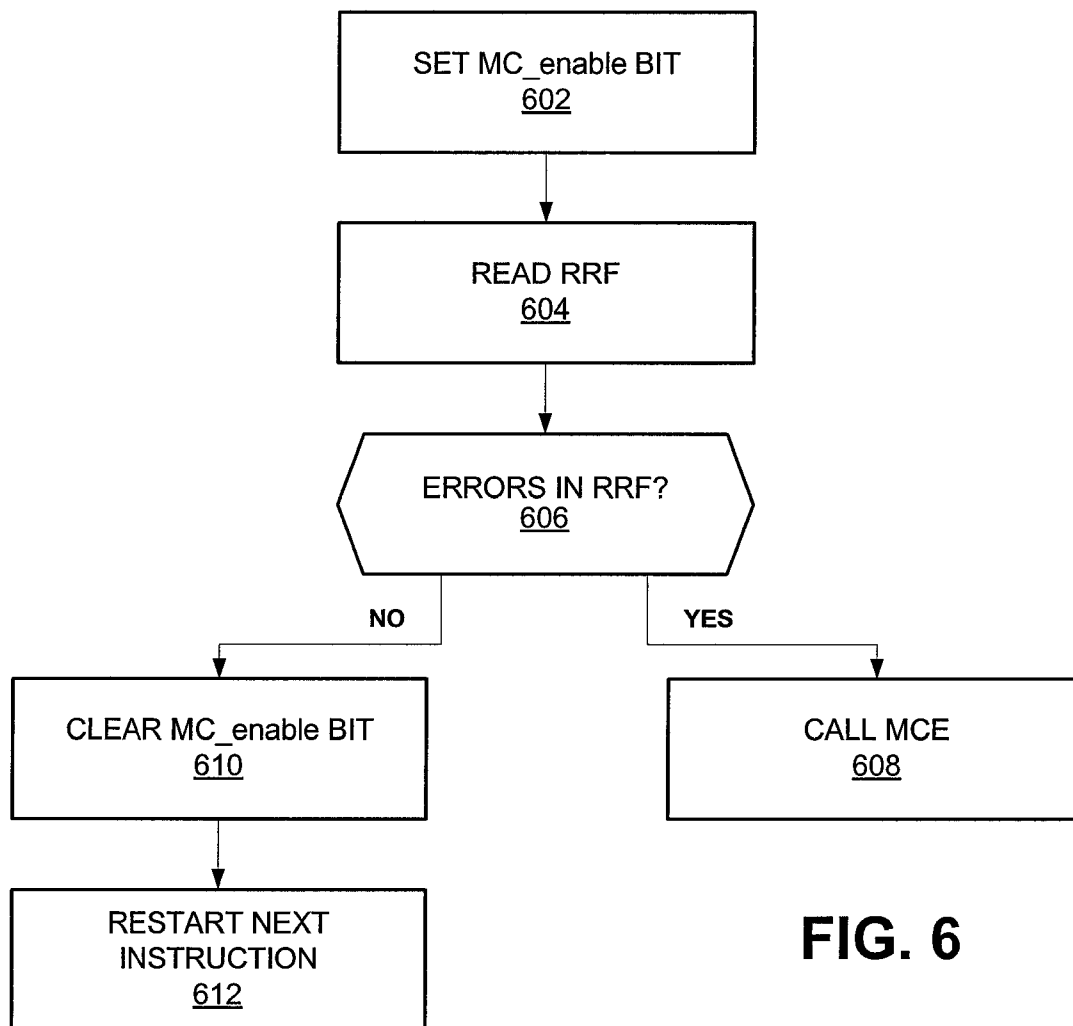 SET MC_enable BIT
602
READ RRF
604
ERRORS IN RRF?
606
NO
YES
CLEAR MC_enable BIT
610
CALL MCE
608
RESTART NEXT
INSTRUCTION
612
FIG. 6